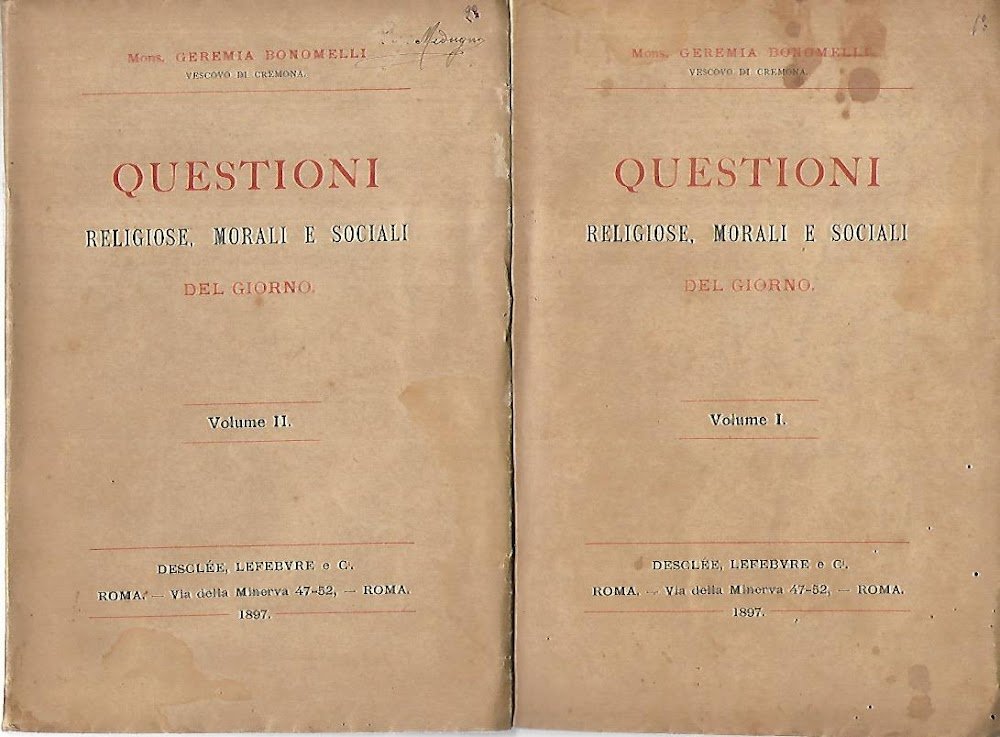 Mons. GEREMIA BONOMELLI
VESCOVO DI CREMONA.
QUESTIONI
RELIGIOSE, MORALI E SOCIALI
DEL GIORNO.
Volume II.
DESCLÉE, LEFEBVRE e C.
ROMA. — Via della Minerva 47-52, — ROMA.
1897.
Mons. GEREMIA BONOMELLI
VESCOVO DI CREMONA.
QUESTIONI
RELIGIOSE, MORALI E SOCIALI
DEL GIORNO.
Volume I.
DESCLÉE, LEFEBVRE e C.
ROMA. — Via della Minerva 47-52, — ROMA.
1897.